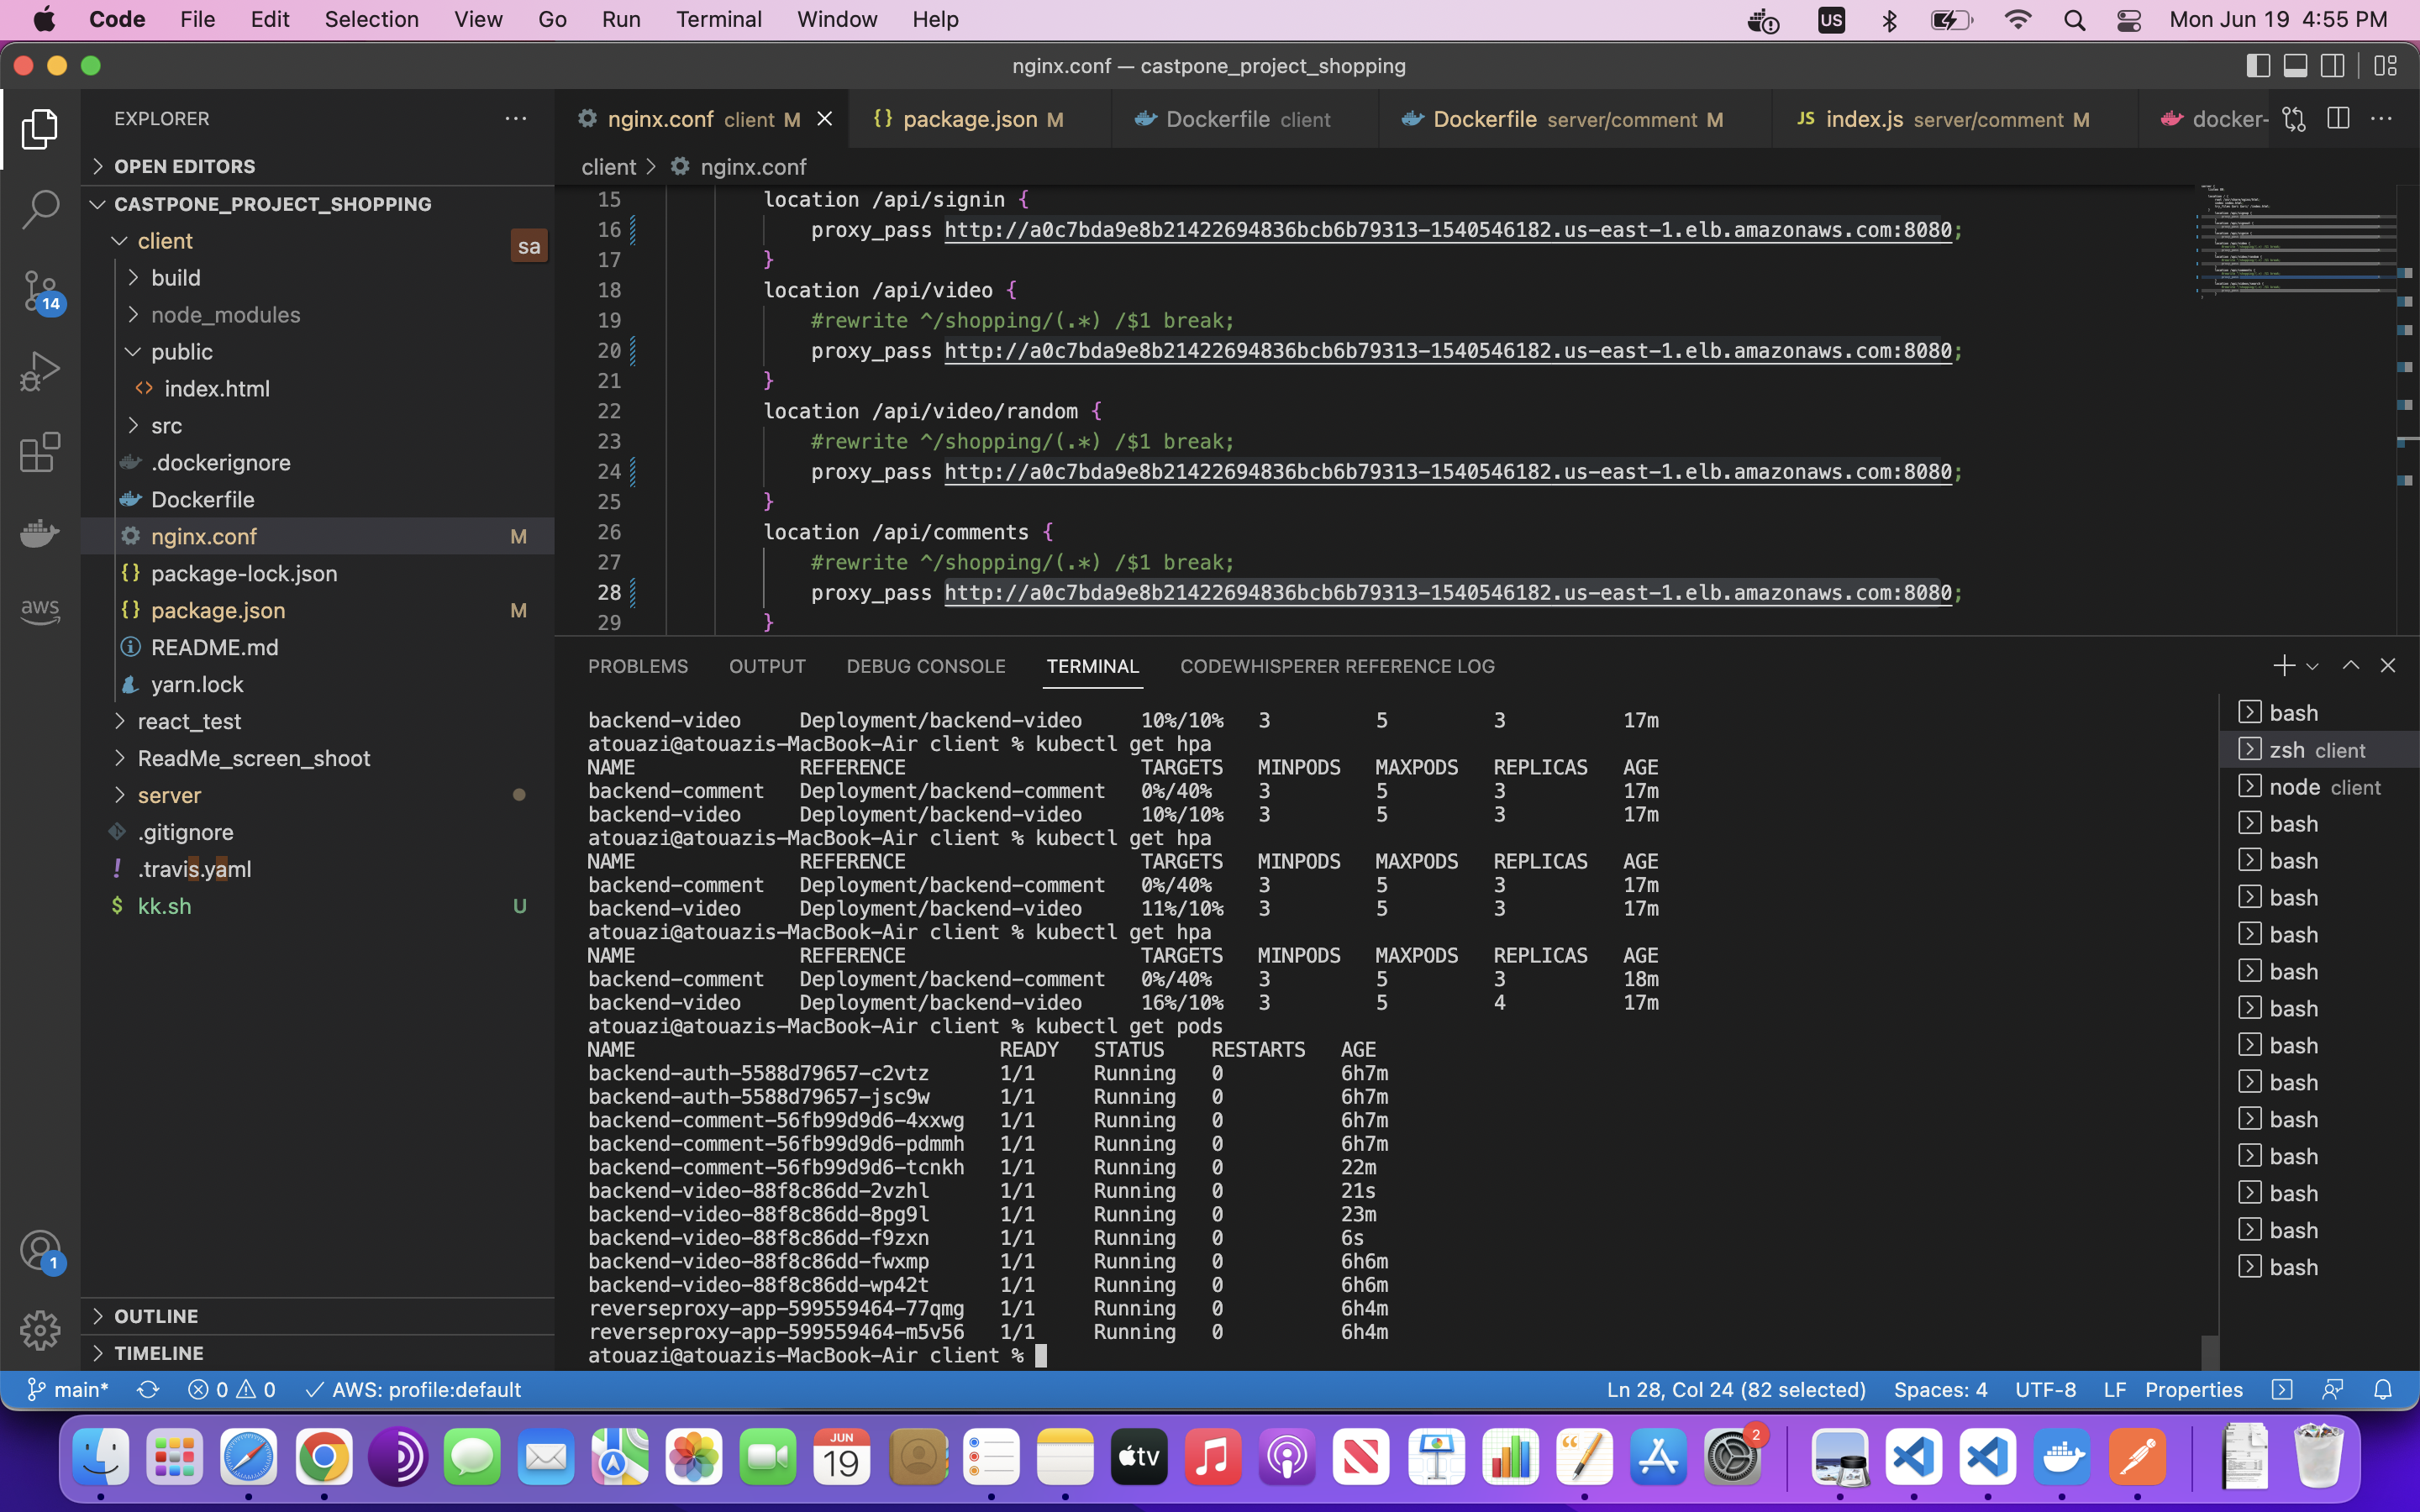 Code File Edit Selection View Go Run Terminal Window Help US Mon Jun 19 4:55 PM
nginx.conf — castpone_project_shopping
EXPLORER
OPEN EDITORS
CASTPONE_PROJECT_SHOPPING
client
sa
build
node_modules
public
index.html
src
.dockerignore
Dockerfile
nginx.conf M
package-lock.json
package.json M
README.md
yarn.lock
react_test
ReadMe_screen_shoot
server
.gitignore
.travis.yaml
kk.sh U
OUTLINE
TIMELINE
14
aws
1
nginx.conf client M package.json M Dockerfile client Dockerfile server/comment M JS index.js server/comment M docker-
client > nginx.conf
15 location /api/signin {
16 proxy_pass http://a0c7bda9e8b21422694836bcb6b79313-1540546182.us-east-1.elb.amazonaws.com:8080;
17 }
18 location /api/video {
19 #rewrite ^/shopping/(.*) /$1 break;
20 proxy_pass http://a0c7bda9e8b21422694836bcb6b79313-1540546182.us-east-1.elb.amazonaws.com:8080;
21 }
22 location /api/video/random {
23 #rewrite ^/shopping/(.*) /$1 break;
24 proxy_pass http://a0c7bda9e8b21422694836bcb6b79313-1540546182.us-east-1.elb.amazonaws.com:8080;
25 }
26 location /api/comments {
27 #rewrite ^/shopping/(.*) /$1 break;
28 proxy_pass http://a0c7bda9e8b21422694836bcb6b79313-1540546182.us-east-1.elb.amazonaws.com:8080;
29 }
PROBLEMS OUTPUT DEBUG CONSOLE TERMINAL CODEWHISPERER REFERENCE LOG
backend-video Deployment/backend-video 10%/10% 3 5 3 17m
atouazi@atouazis-MacBook-Air client % kubectl get hpa
NAME REFERENCE TARGETS MINPODS MAXPODS REPLICAS AGE
backend-comment Deployment/backend-comment 0%/40% 3 5 3 17m
backend-video Deployment/backend-video 10%/10% 3 5 3 17m
atouazi@atouazis-MacBook-Air client % kubectl get hpa
NAME REFERENCE TARGETS MINPODS MAXPODS REPLICAS AGE
backend-comment Deployment/backend-comment 0%/40% 3 5 3 17m
backend-video Deployment/backend-video 11%/10% 3 5 3 17m
atouazi@atouazis-MacBook-Air client % kubectl get hpa
NAME REFERENCE TARGETS MINPODS MAXPODS REPLICAS AGE
backend-comment Deployment/backend-comment 0%/40% 3 5 3 18m
backend-video Deployment/backend-video 16%/10% 3 5 4 17m
atouazi@atouazis-MacBook-Air client % kubectl get pods
NAME READY STATUS RESTARTS AGE
backend-auth-5588d79657-c2vtz 1/1 Running 0 6h7m
backend-auth-5588d79657-jsc9w 1/1 Running 0 6h7m
backend-comment-56fb99d9d6-4xxwg 1/1 Running 0 6h7m
backend-comment-56fb99d9d6-pdmmh 1/1 Running 0 6h7m
backend-comment-56fb99d9d6-tcnkh 1/1 Running 0 22m
backend-video-88f8c86dd-2vzhl 1/1 Running 0 21s
backend-video-88f8c86dd-8pg9l 1/1 Running 0 23m
backend-video-88f8c86dd-f9zxn 1/1 Running 0 6s
backend-video-88f8c86dd-fwxmp 1/1 Running 0 6h6m
backend-video-88f8c86dd-wp42t 1/1 Running 0 6h6m
reverseproxy-app-599559464-77qmg 1/1 Running 0 6h4m
reverseproxy-app-599559464-m5v56 1/1 Running 0 6h4m
atouazi@atouazis-MacBook-Air client %
bash
zsh client
node client
bash
bash
bash
bash
bash
bash
bash
bash
bash
bash
bash
bash
bash
main* 0 0 AWS: profile:default Ln 28, Col 24 (82 selected) Spaces: 4 UTF-8 LF Properties
JUN
19
tv
2